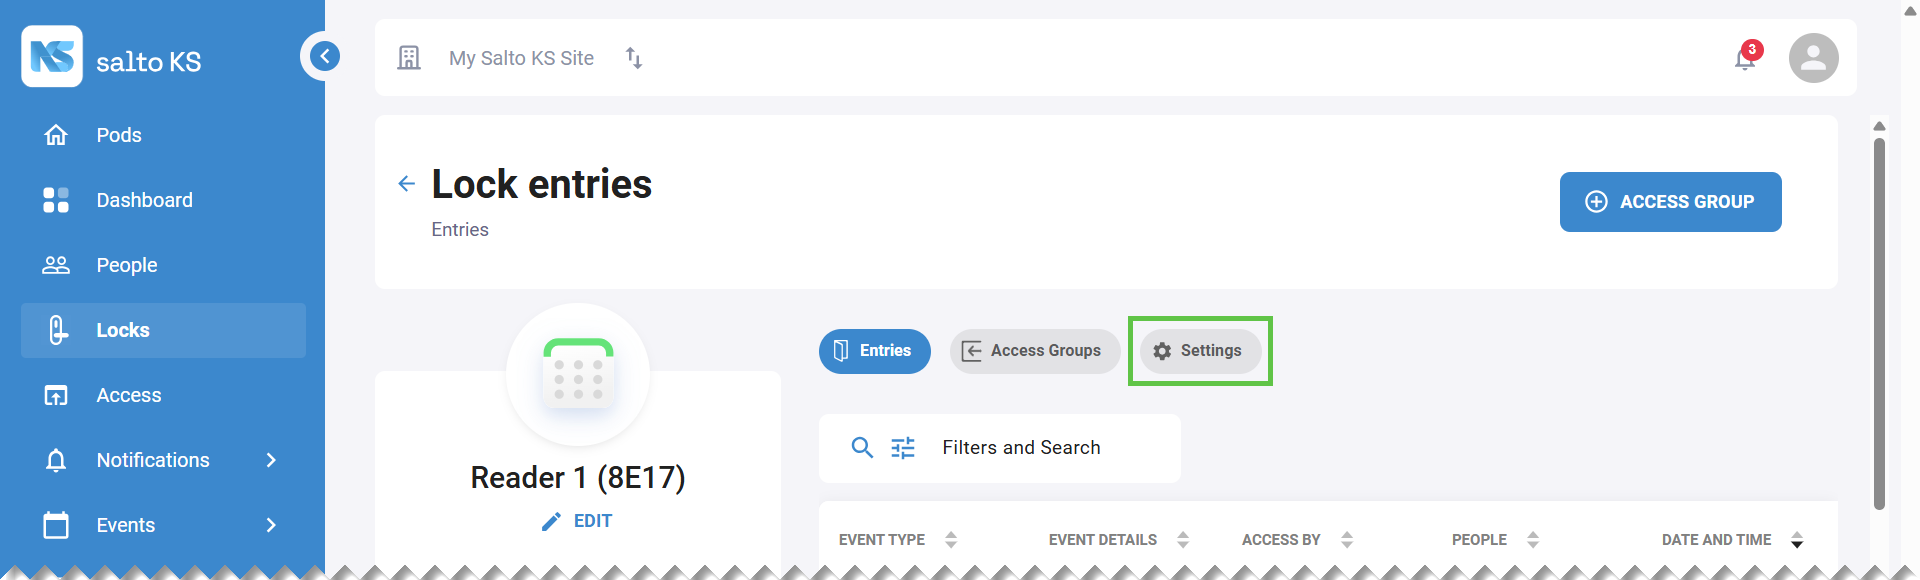 KS salto KS
Pods
Dashboard
People
Locks
Access
Notifications
Events
My Salto KS Site
3
Lock entries
Entries
ACCESS GROUP
Reader 1 (8E17)
EDIT
Entries
Access Groups
Settings
Filters and Search
EVENT TYPE
EVENT DETAILS
ACCESS BY
PEOPLE
DATE AND TIME